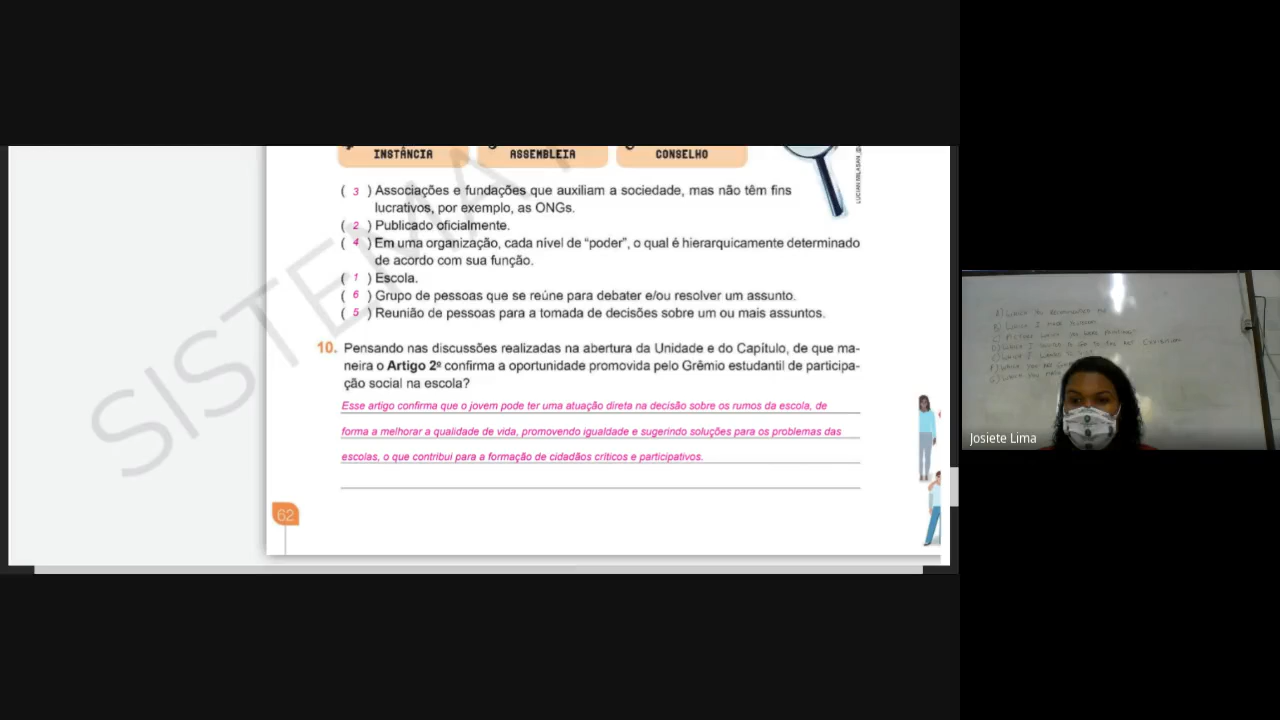 INSTÂNCIA ASSEMBLEIA CONSELHO
( 3 ) Associações e fundações que auxiliam a sociedade, mas não têm fins
lucrativos, por exemplo, as ONGs.
( 2 ) Publicado oficialmente.
( 4 ) Em uma organização, cada nível de “poder”, o qual é hierarquicamente determinado
de acordo com sua função.
( 1 ) Escola.
( 6 ) Grupo de pessoas que se reúne para debater e/ou resolver um assunto.
( 5 ) Reunião de pessoas para a tomada de decisões sobre um ou mais assuntos.
10. Pensando nas discussões realizadas na abertura da Unidade e do Capítulo, de que ma-
neira o Artigo 2º confirma a oportunidade promovida pelo Grêmio estudantil de participa-
ção social na escola?
Esse artigo confirma que o jovem pode ter uma atuação direta na decisão sobre os rumos da escola, de
forma a melhorar a qualidade de vida, promovendo igualdade e sugerindo soluções para os problemas das
escolas, o que contribui para a formação de cidadãos críticos e participativos.
62
SISTEMA
Josiete Lima